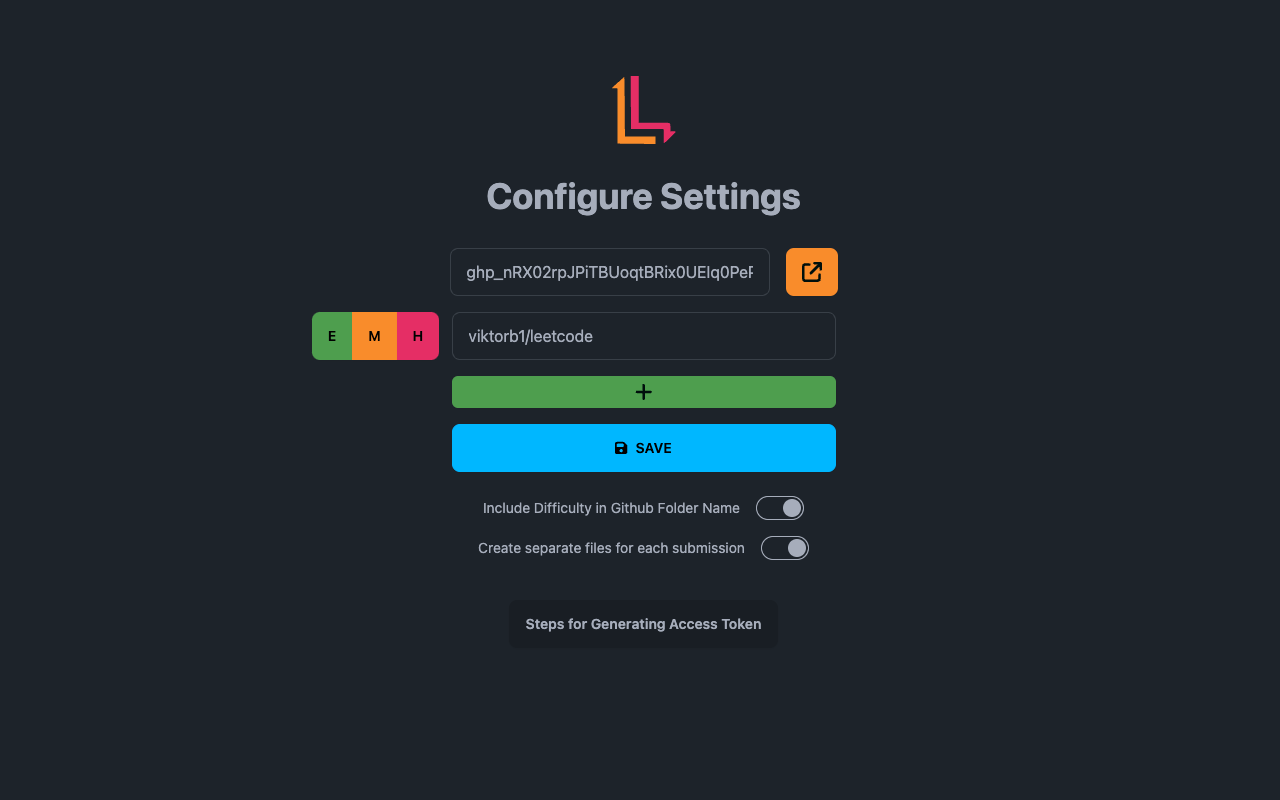 Configure Settings
ghp_nRX02rpJPiTBUoqtBRix0UElq0PeF
E M H viktorb1/leetcode
SAVE
Include Difficulty in Github Folder Name
Create separate files for each submission
Steps for Generating Access Token